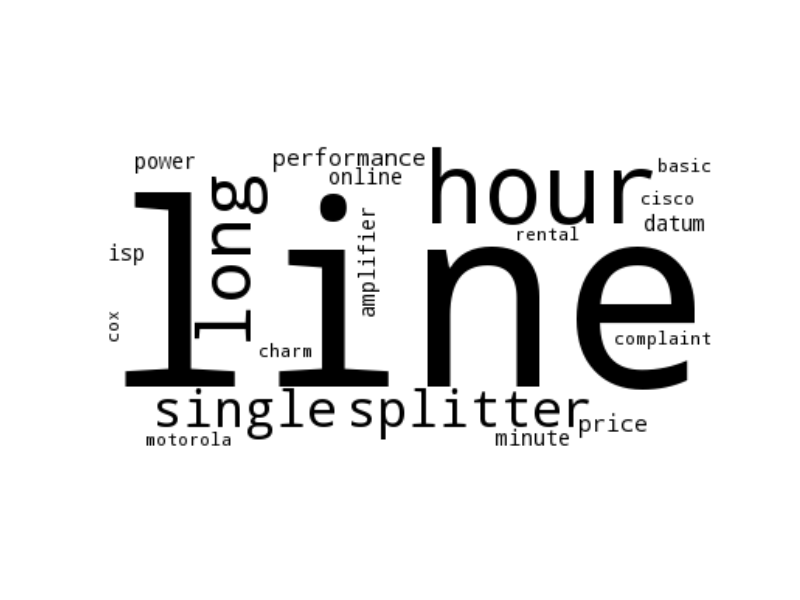 hour
performance
power
online
basic
long
cisco
datum
rental
line
amplifier
isp
cox
complaint
charm
single
splitter
price
minute
motorola